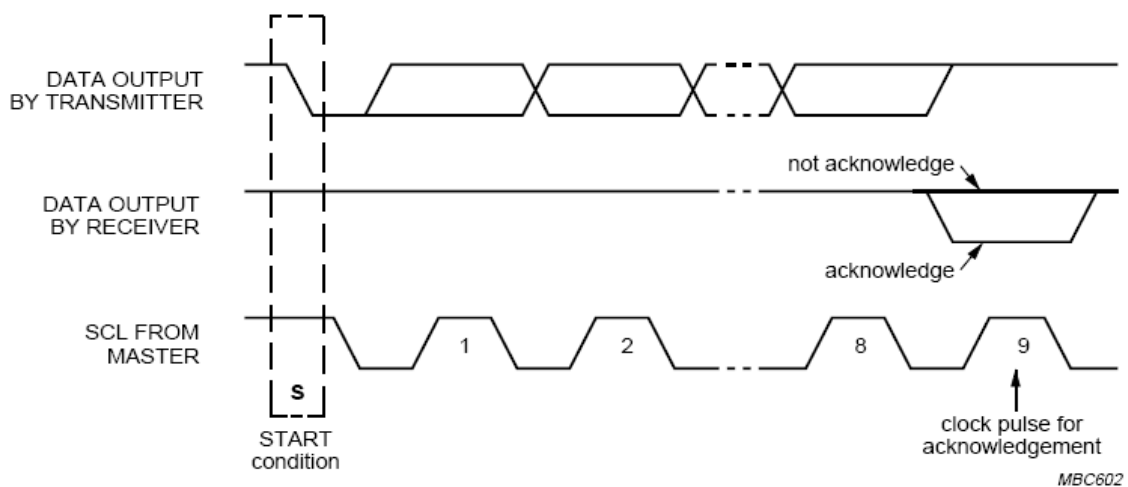 DATA OUTPUT
BY TRANSMITTER
not acknowledge
DATA OUTPUT
BY RECEIVER
acknowledge
SCL FROM
MASTER
1
2
8
9
S
START
condition
clock pulse for
acknowledgement
MBC602